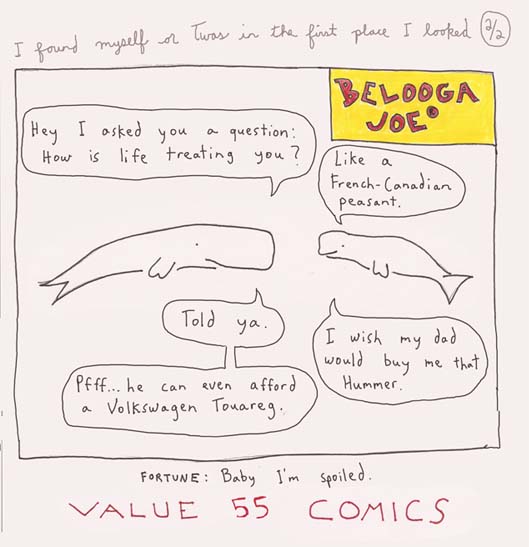 I found myself or Twas in the first place I looked 2/2
BELOOGA
JOE®
Hey I asked you a question:
How is life treating you?
Like a
French-Canadian
peasant.
Told ya.
I wish my dad
would buy me that
Hummer.
Pfff... he can even afford
a Volkswagen Touareg.
FORTUNE: Baby I'm spoiled.
VALUE 55 COMICS